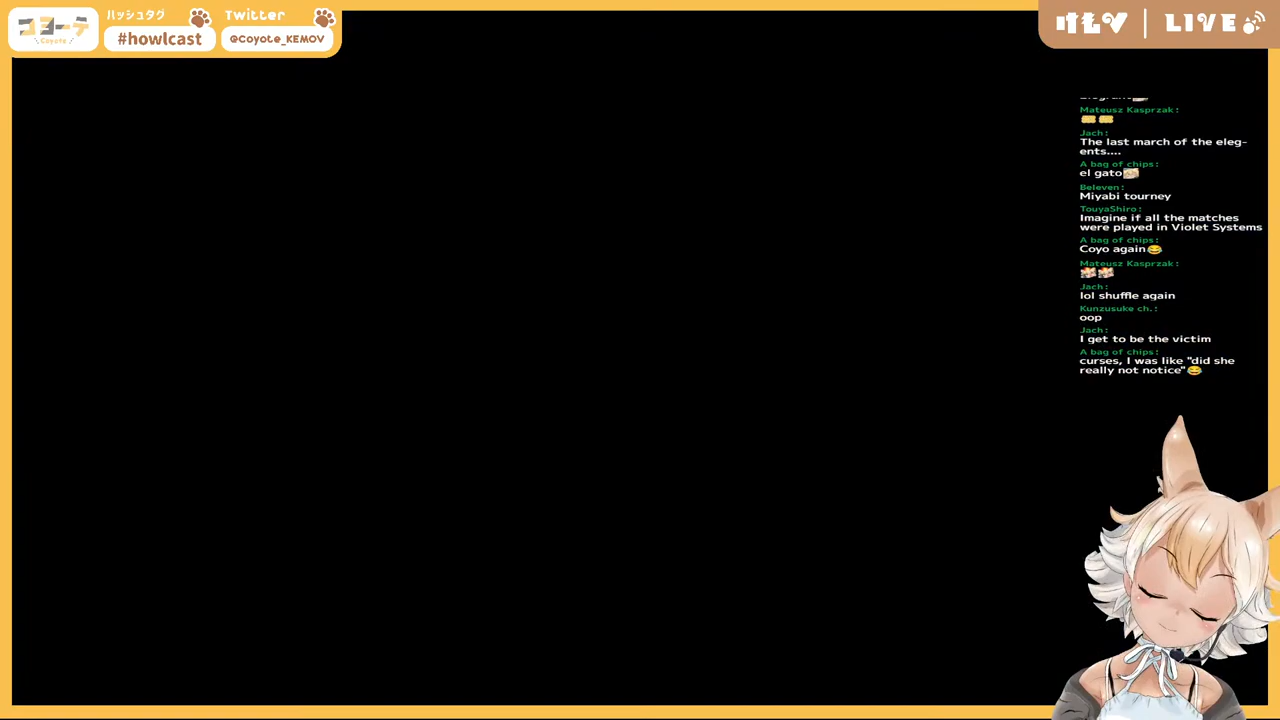 コヨーテ
Coyote
ハッシュタグ
#howlcast
Twitter
@Coyote_KEMOV
けもV
LIVE
Mateusz Kasprzak:
Jach:
The last march of the eleg-
ents....
A bag of chips:
el gato
Beleven:
Miyabi tourney
TouyaShiro:
Imagine if all the matches
were played in Violet Systems
A bag of chips:
Coyo again😂
Mateusz Kasprzak:
Jach:
lol shuffle again
Kunzusuke ch.:
oop
Jach:
I get to be the victim
A bag of chips:
curses, I was like "did she
really not notice"😂